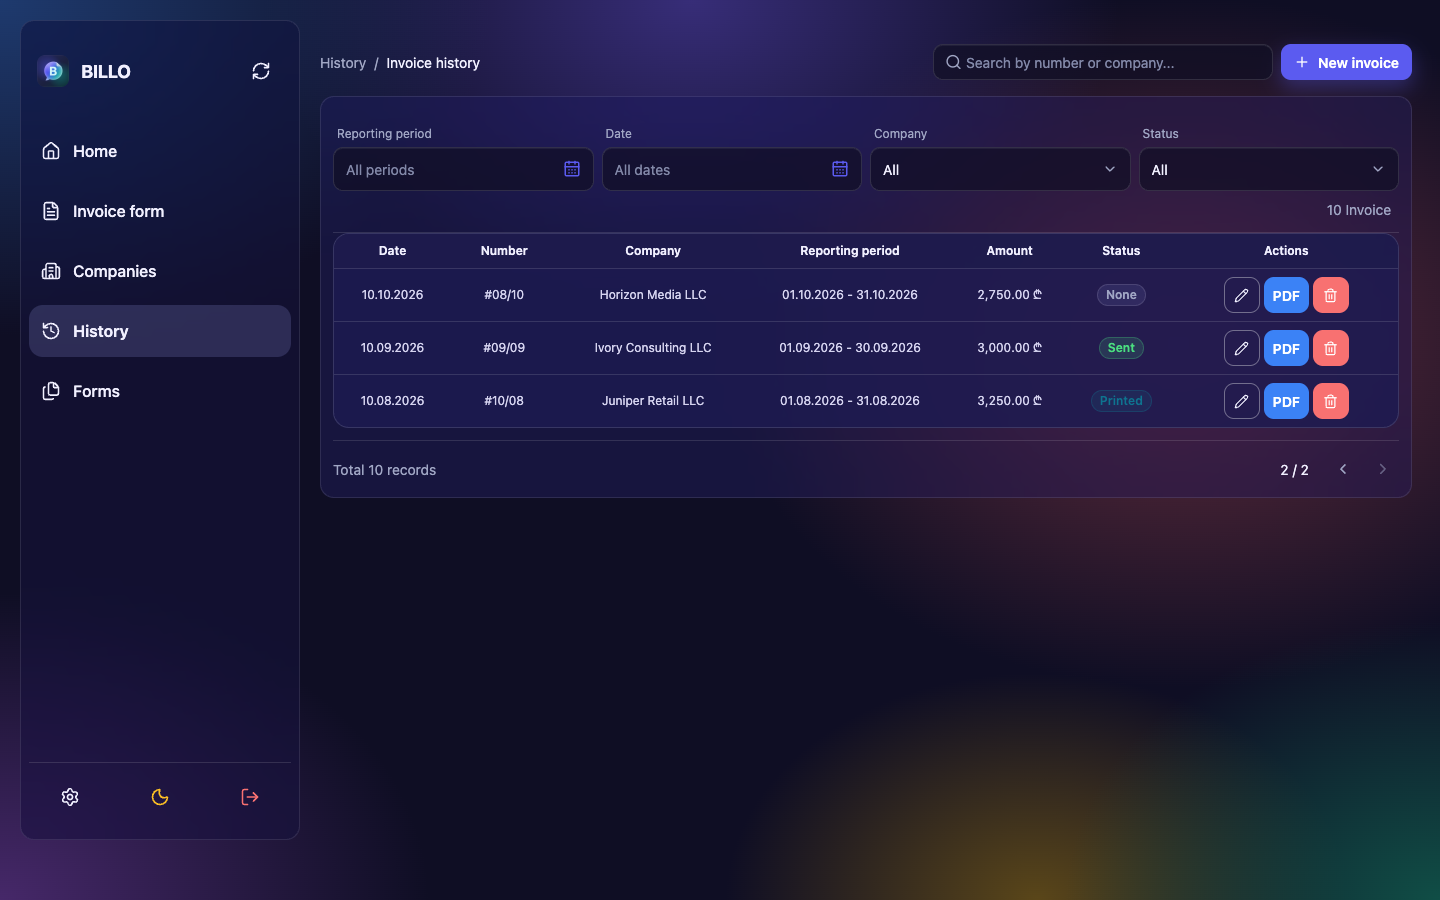 BILLO
Home
Invoice form
Companies
History
Forms
History / Invoice history
Search by number or company...
New invoice
Reporting period
Date
Company
Status
All periods
All dates
All
All
10 Invoice
Date Number Company Reporting period Amount Status Actions
10.10.2026 #08/10 Horizon Media LLC 01.10.2026 - 31.10.2026 2,750.00 ₾ None PDF
10.09.2026 #09/09 Ivory Consulting LLC 01.09.2026 - 30.09.2026 3,000.00 ₾ Sent PDF
10.08.2026 #10/08 Juniper Retail LLC 01.08.2026 - 31.08.2026 3,250.00 ₾ Printed PDF
Total 10 records
2 / 2